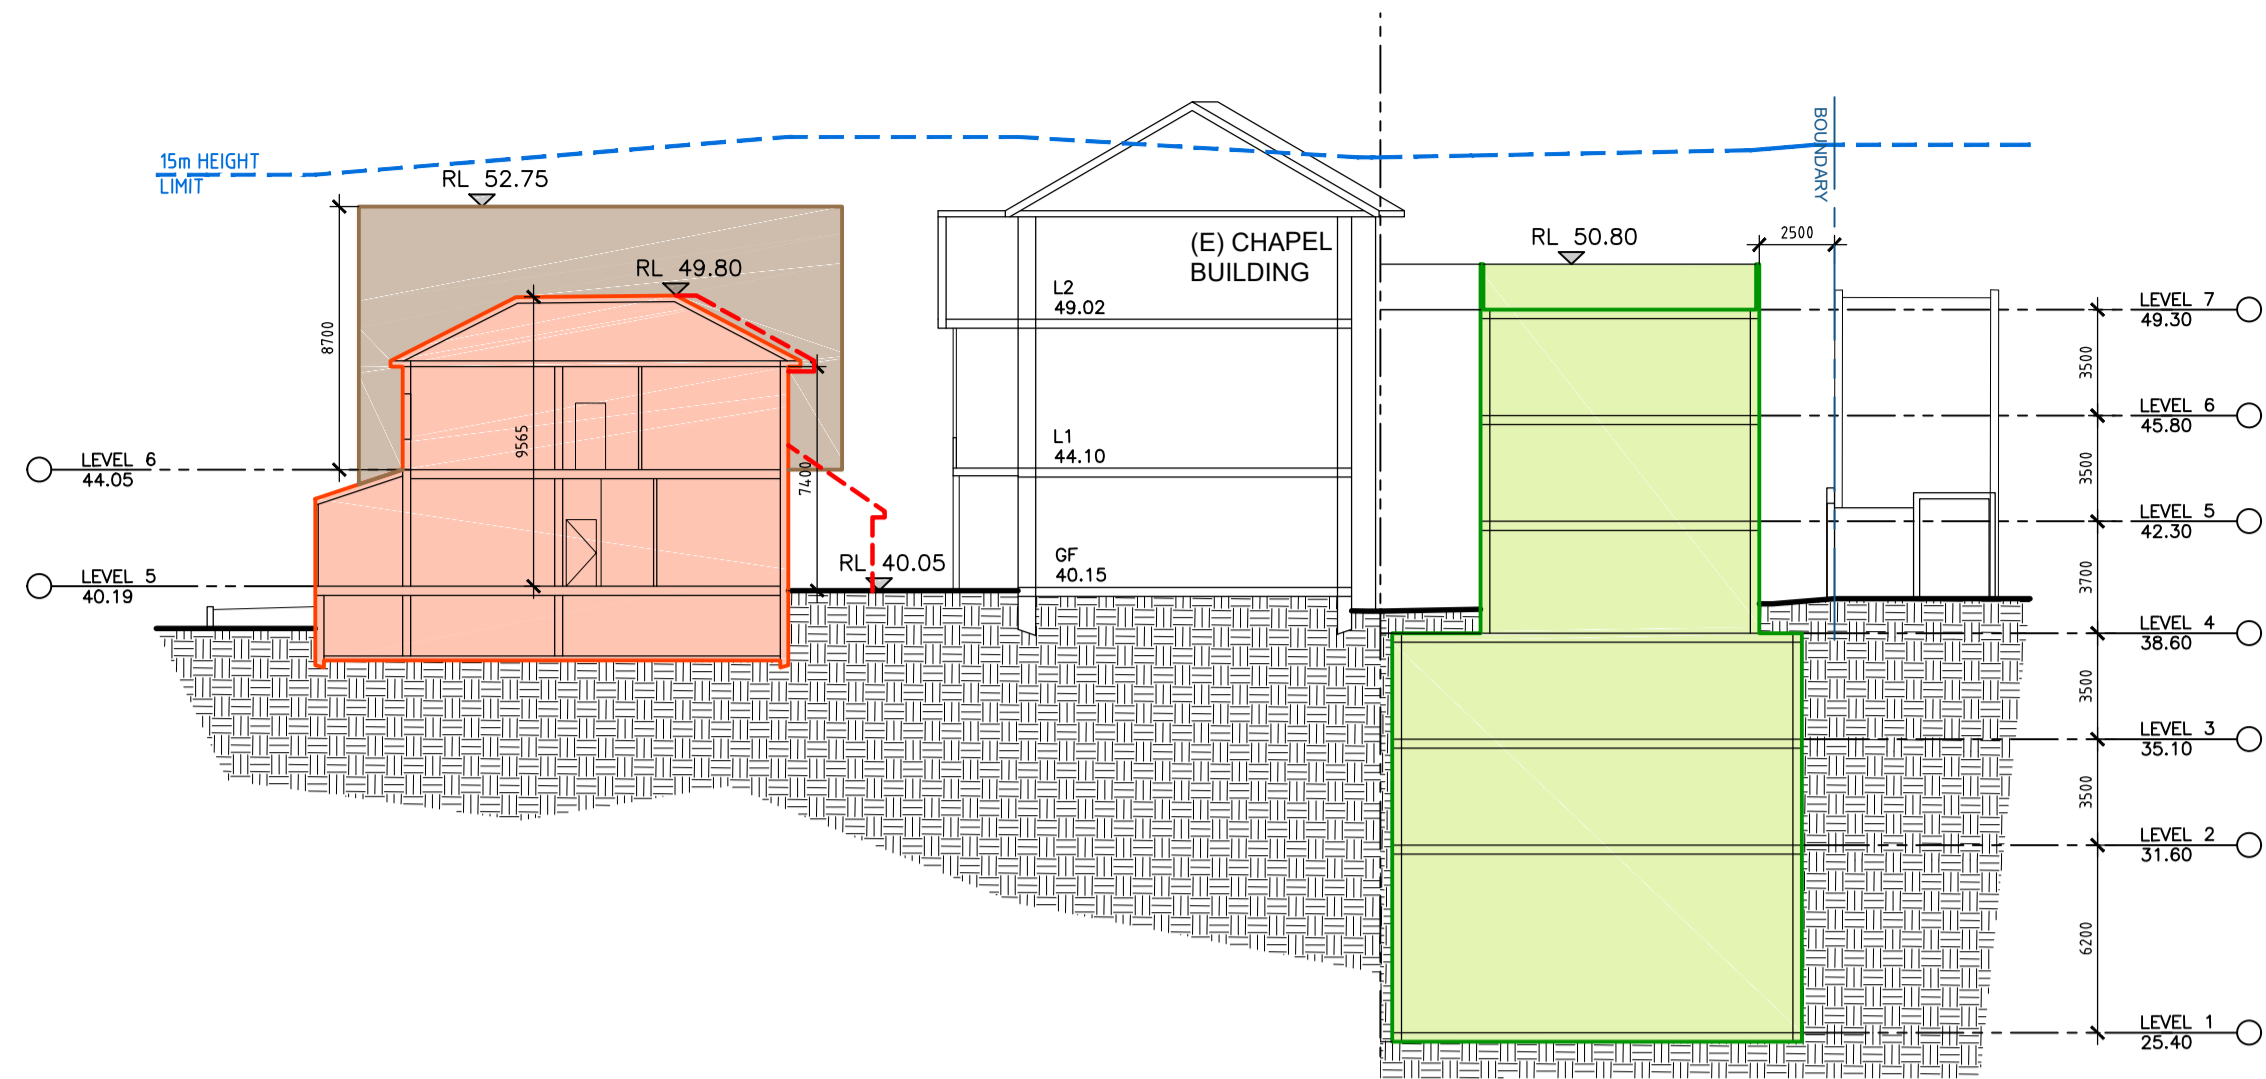 15m HEIGHT
LIMIT
RL 52.75
RL 49.80
8700
9565
7400
LEVEL 6
44.05
LEVEL 5
40.19
RL 40.05
(E) CHAPEL
BUILDING
L2
49.02
L1
44.10
GF
40.15
RL 50.80
2500
BOUNDARY
LEVEL 7
49.30
3500
LEVEL 6
45.80
3500
LEVEL 5
42.30
3700
LEVEL 4
38.60
3500
LEVEL 3
35.10
3500
LEVEL 2
31.60
6200
LEVEL 1
25.40